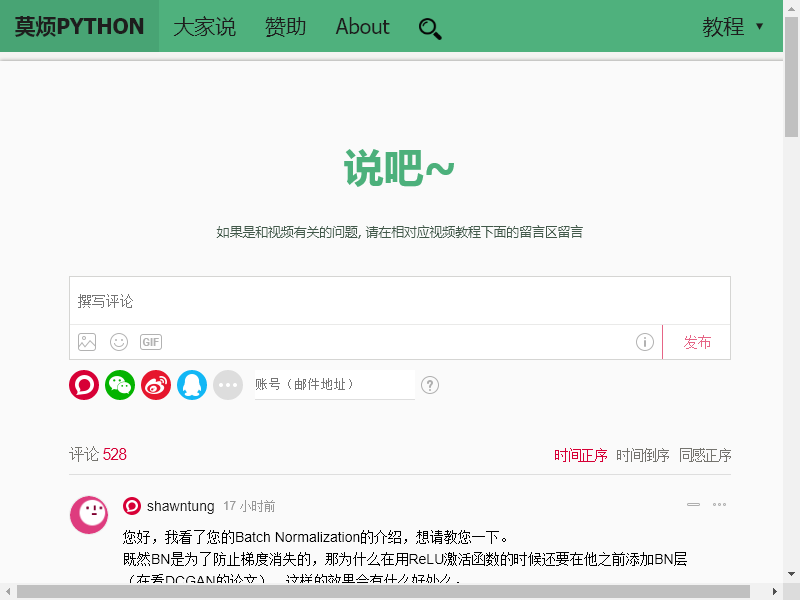 莫烦PYTHON 大家说 赞助 About 教程 ▼
说吧~
如果是和视频有关的问题, 请在相对应视频教程下面的留言区留言
撰写评论
GIF 发布
账号（邮件地址） ?
评论 528 时间正序 时间倒序 同感正序
shawntung 17 小时前
您好，我看了您的Batch Normalization的介绍，想请教您一下。
既然BN是为了防止梯度消失的，那为什么在用ReLU激活函数的时候还要在他之前添加BN层
（在看DCGAN的论文），这样的效果会有什么好处么。